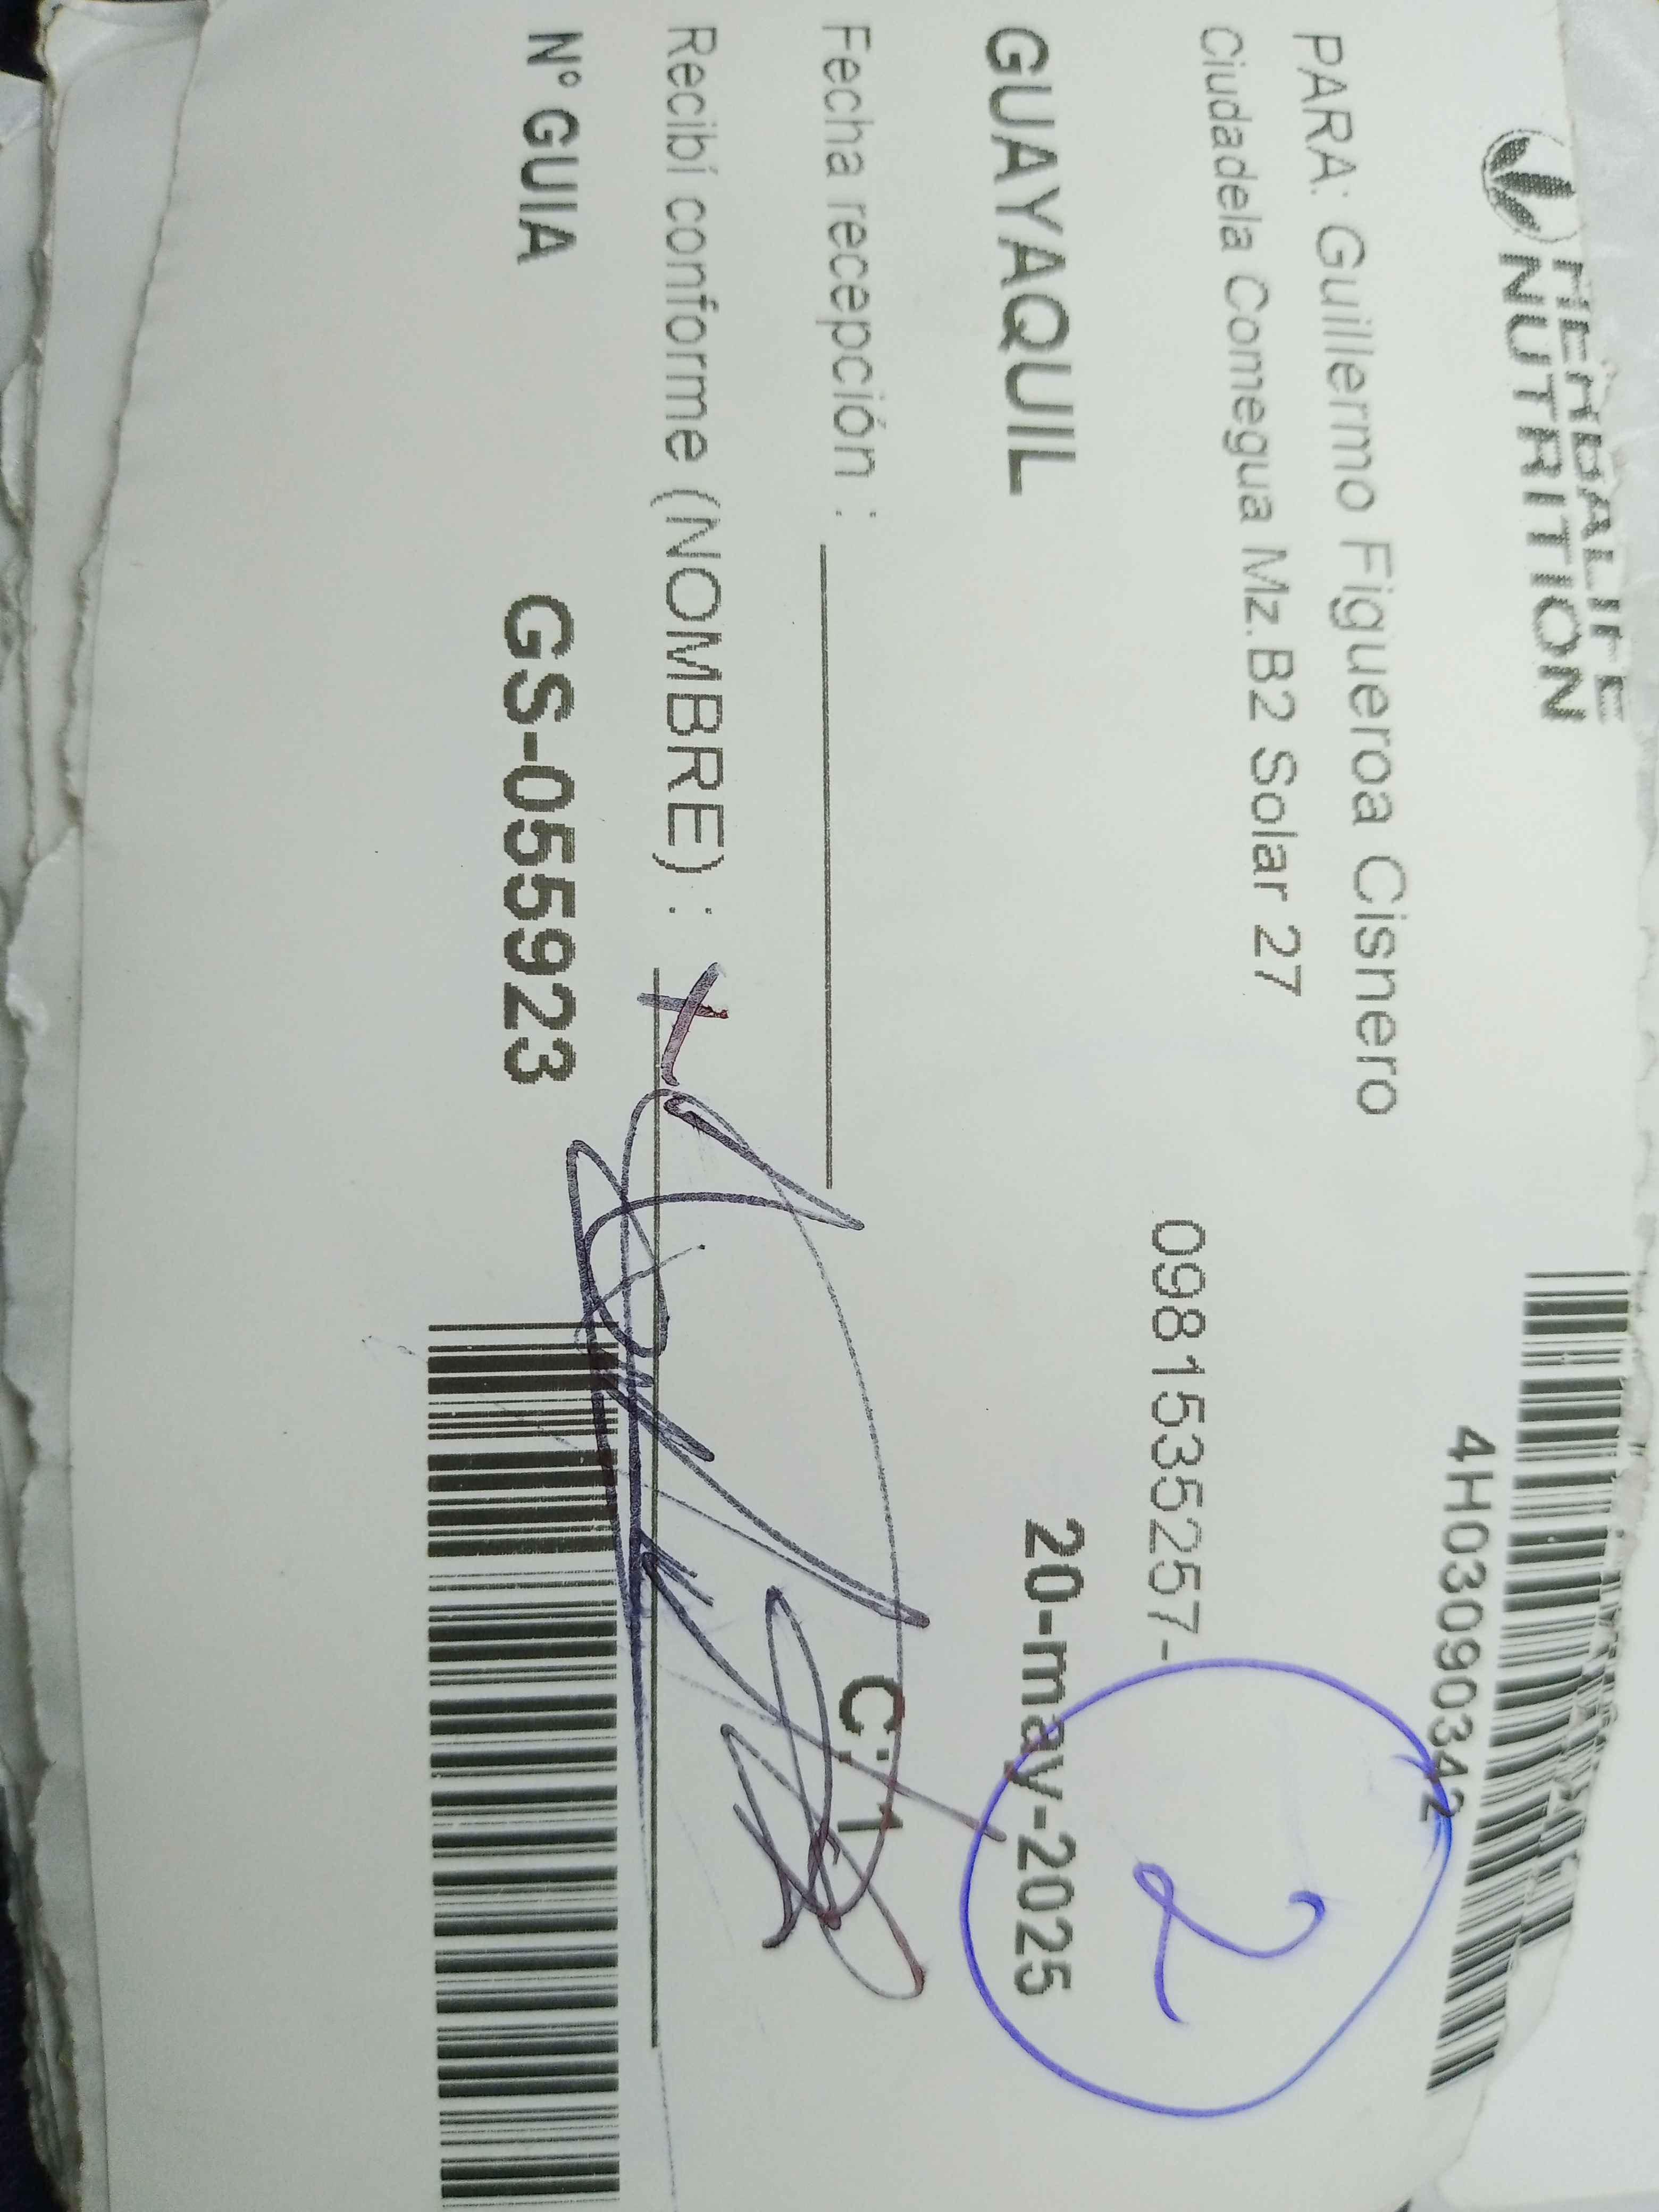 HERBALIFE
NUTRITION
4H03090342
PARA: Guillermo Figueroa Cisnero
Ciudadela Comegua Mz.B2 Solar 27
0981535257-
2
GUAYAQUIL 20-may-2025
Fecha recepción :
C: 1
Recibí conforme (NOMBRE) : X
N° GUIA GS-055923